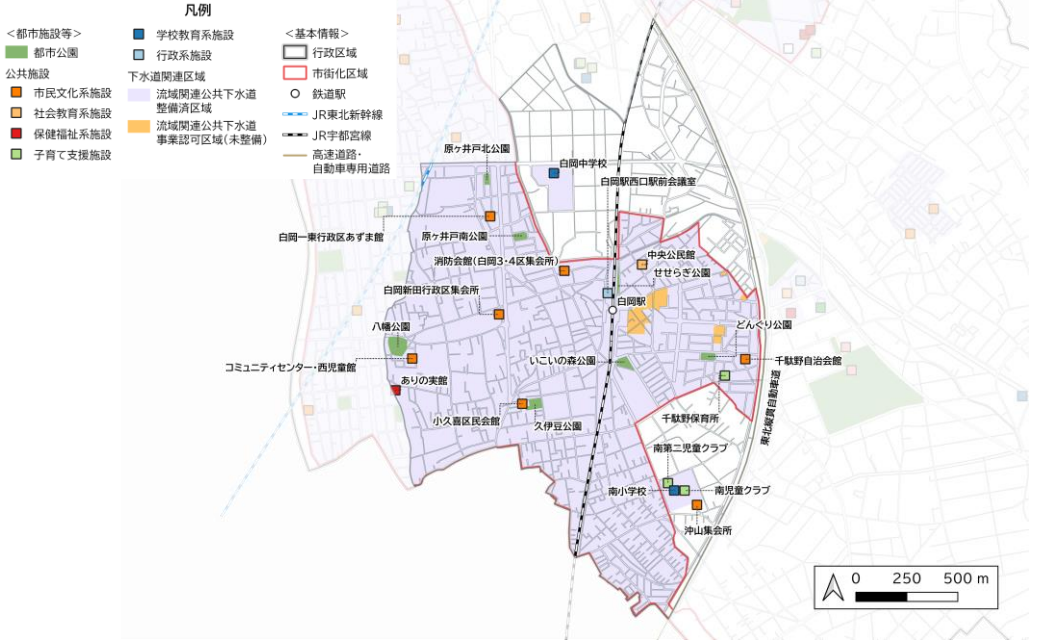 凡例
＜都市施設等＞
都市公園
公共施設
市民文化系施設
社会教育系施設
保健福祉系施設
子育て支援施設
学校教育系施設
行政系施設
下水道関連区域
流域関連公共下水道
整備済区域
流域関連公共下水道
事業認可区域(未整備)
＜基本情報＞
行政区域
市街化区域
鉄道駅
JR東北新幹線
JR宇都宮線
高速道路・
自動車専用道路
原ヶ井戸北公園
白岡中学校
白岡駅西口駅前会議室
白岡一東行政区あずま館
原ヶ井戸南公園
消防会館(白岡3・4区集会所)
中央公民館
せせらぎ公園
白岡新田行政区集会所
白岡駅
八幡公園
どんぐり公園
コミュニティセンター・西児童館
いこいの森公園
千駄野自治会館
ありの実館
東北縦貫自動車道
小久喜区民会館
久伊豆公園
千駄野保育所
南第二児童クラブ
南小学校
南児童クラブ
沖山集会所
0 250 500 m